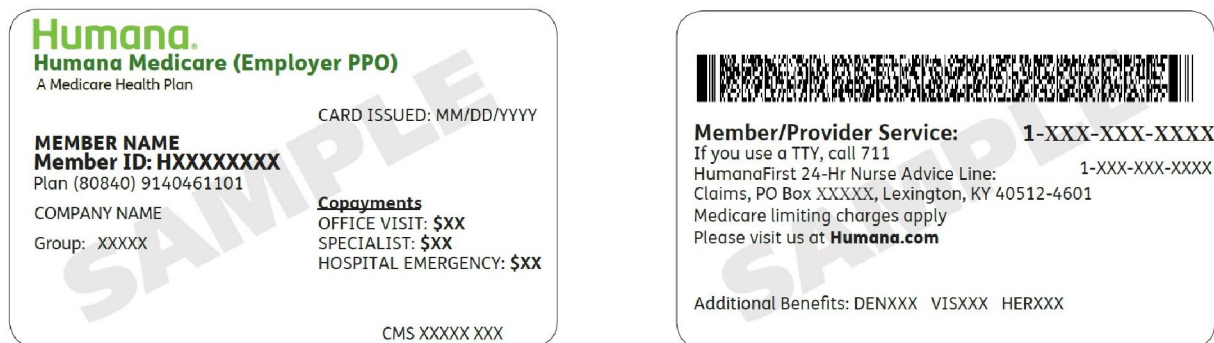 Humana.
Humana Medicare (Employer PPO)
A Medicare Health Plan
CARD ISSUED: MM/DD/YYYY
MEMBER NAME
Member ID: HXXXXXXXX
Plan (80840) 9140461101
COMPANY NAME
Group: XXXXX
Copayments
OFFICE VISIT: $XX
SPECIALIST: $XX
HOSPITAL EMERGENCY: $XX
CMS XXXXX XXX
SAMPLE
Member/Provider Service: 1-XXX-XXX-XXXX
If you use a TTY, call 711
HumanaFirst 24-Hr Nurse Advice Line: 1-XXX-XXX-XXXX
Claims, PO Box XXXXX, Lexington, KY 40512-4601
Medicare limiting charges apply
Please visit us at Humana.com
Additional Benefits: DENXXX VISXXX HERXXX
SAMPLE